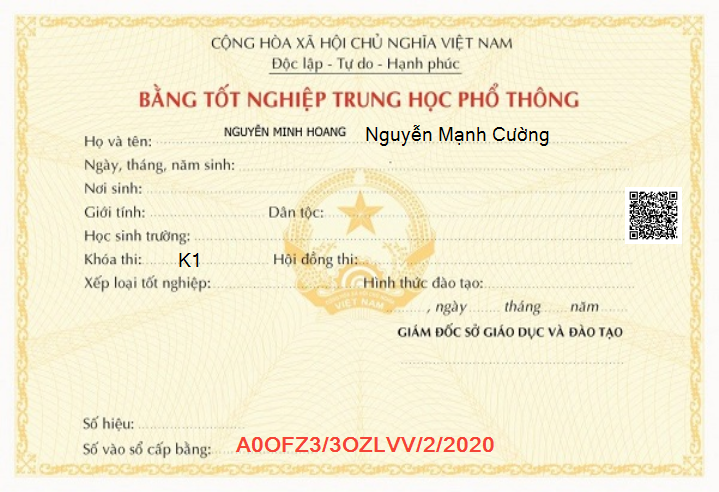 CỘNG HÒA XÃ HỘI CHỦ NGHĨA VIỆT NAM
Độc lập - Tự do - Hạnh phúc
BẰNG TỐT NGHIỆP TRUNG HỌC PHỔ THÔNG
Họ và tên: NGUYỄN MINH HOANG Nguyễn Mạnh Cường
Ngày, tháng, năm sinh:
Nơi sinh:
Giới tính: Dân tộc:
Học sinh trường:
Khóa thi: K1 Hội đồng thi:
Xếp loại tốt nghiệp: Hình thức đào tạo:
VIỆT NAM
, ngày tháng năm
GIÁM ĐỐC SỞ GIÁO DỤC VÀ ĐÀO TẠO
Số hiệu:
Số vào sổ cấp bằng: A0OFZ3/3OZLVV/2/2020